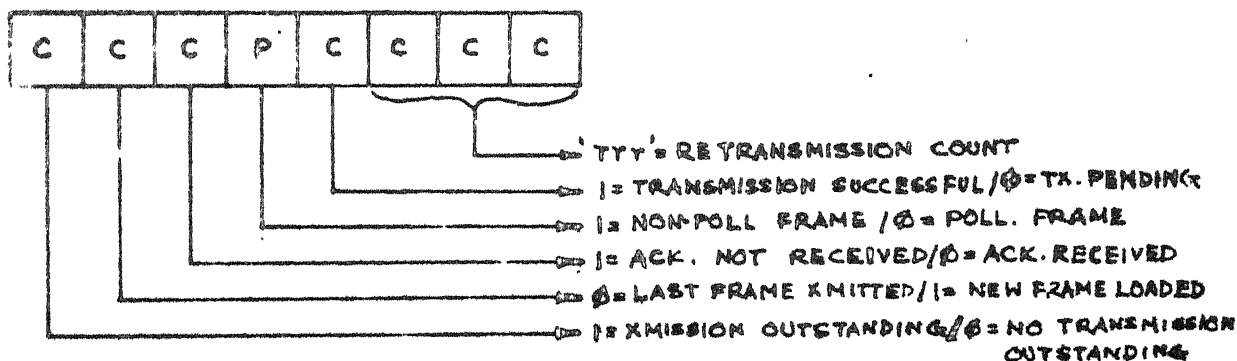 C C C P C C C C
'TTT'= RETRANSMISSION COUNT
1= TRANSMISSION SUCCESSFUL/Ø=TX. PENDING
1= NON-POLL FRAME /Ø= POLL. FRAME
1= ACK. NOT RECEIVED/Ø= ACK. RECEIVED
Ø= LAST FRAME XMITTED/1= NEW FRAME LOADED
1= XMISSION OUTSTANDING/Ø= NO TRANSMISSION
OUTSTANDING